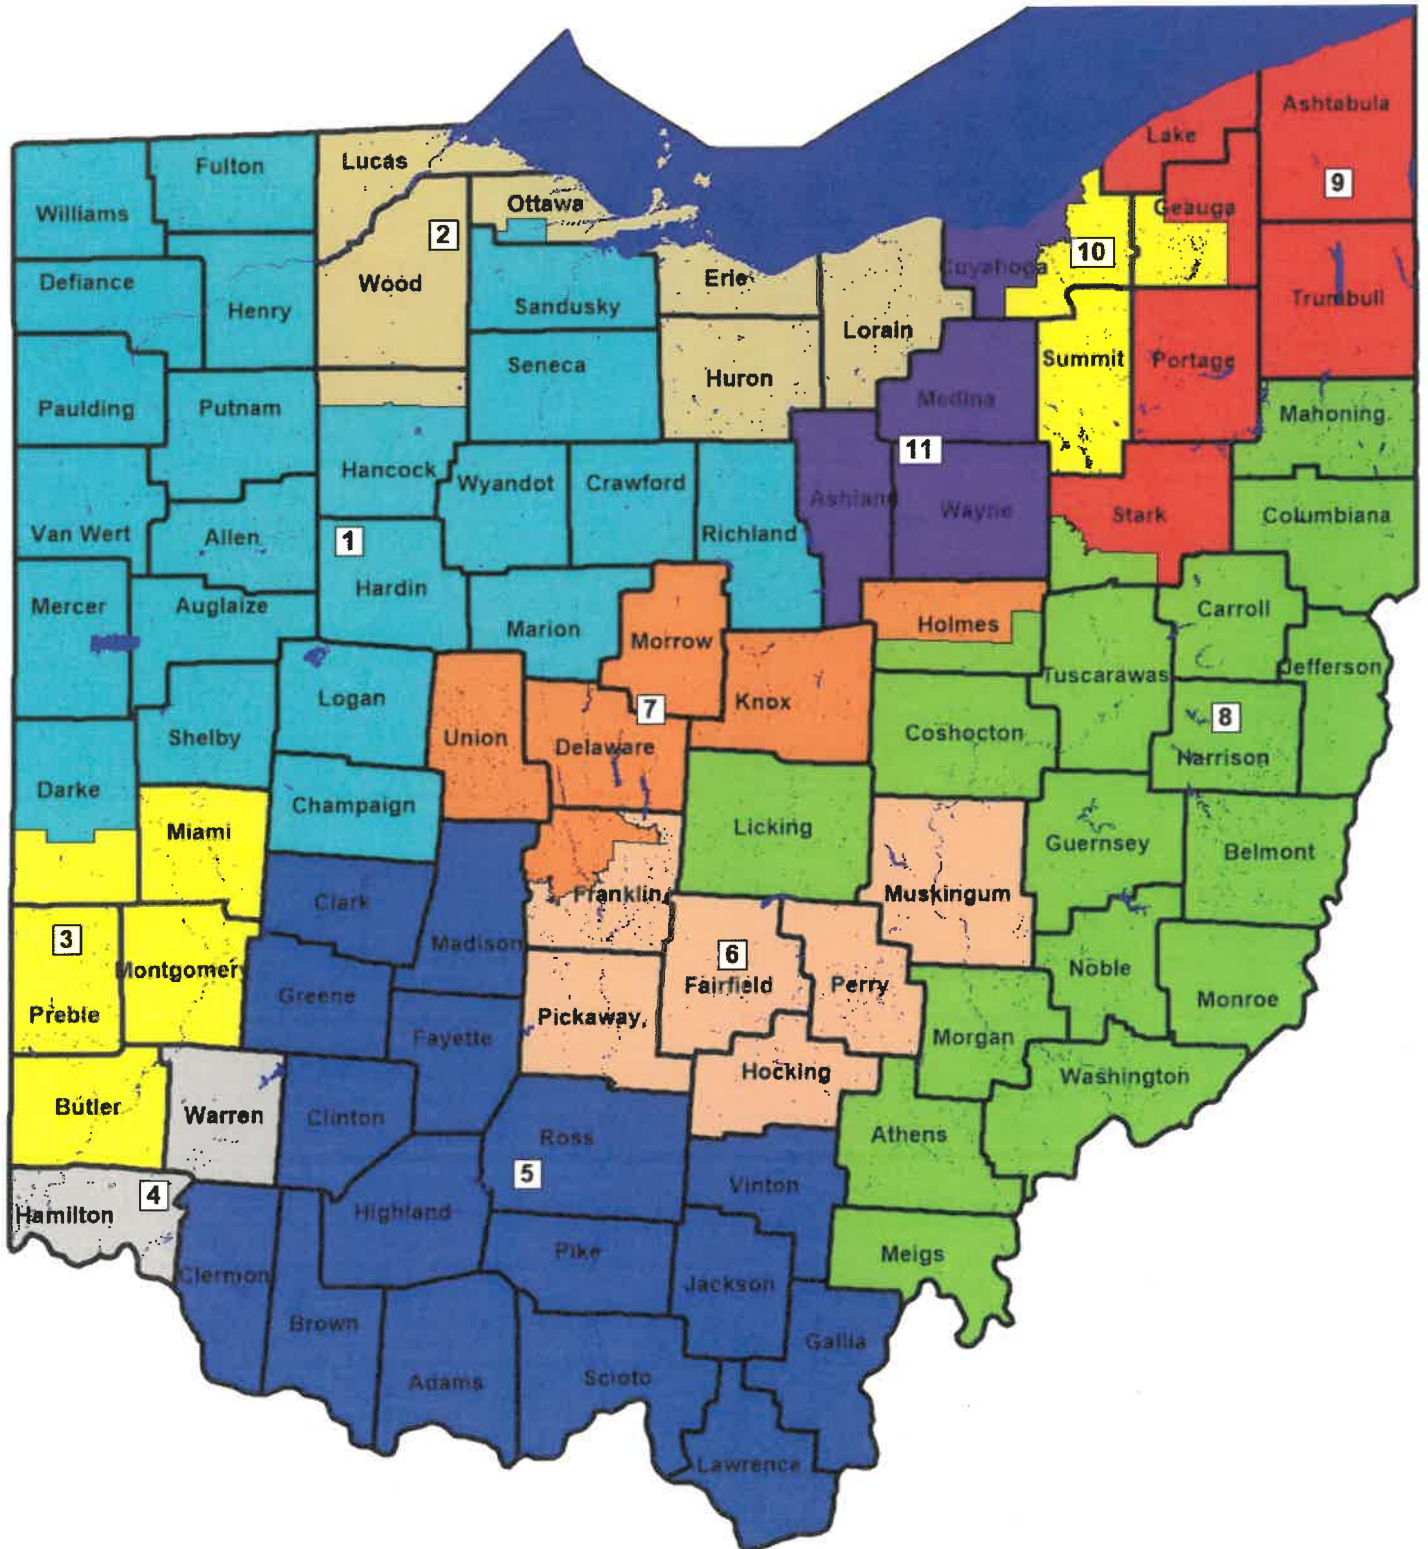 Ashtabula
Lake
Lucas
Fulton
9
Williams
Ottawa
Geauga
2
10
Cuyahoga
Defiance
Wood
Erie
Henry
Sandusky
Trumbull
Lorain
Seneca
Summit
Portage
Huron
Medina
Paulding
Putnam
Mahoning
11
Hancock
Wyandot
Crawford
Ashland
Wayne
Stark
Columbiana
Van Wert
Allen
1
Richland
Hardin
Mercer
Auglaize
Carroll
Marion
Holmes
Morrow
Jefferson
Tuscarawas
Logan
Knox
7
8
Shelby
Union
Delaware
Coshocton
Harrison
Darke
Champaign
Miami
Licking
Guernsey
Belmont
Clark
Franklin
Muskingum
3
Madison
6
Montgomery
Noble
Greene
Fairfield
Perry
Preble
Pickaway
Monroe
Fayette
Morgan
Hocking
Washington
Butler
Warren
Clinton
Ross
Athens
5
Vinton
4
Hamilton
Highland
Pike
Meigs
Clermon
Jackson
Brown
Gallia
Adams
Scioto
Lawrence